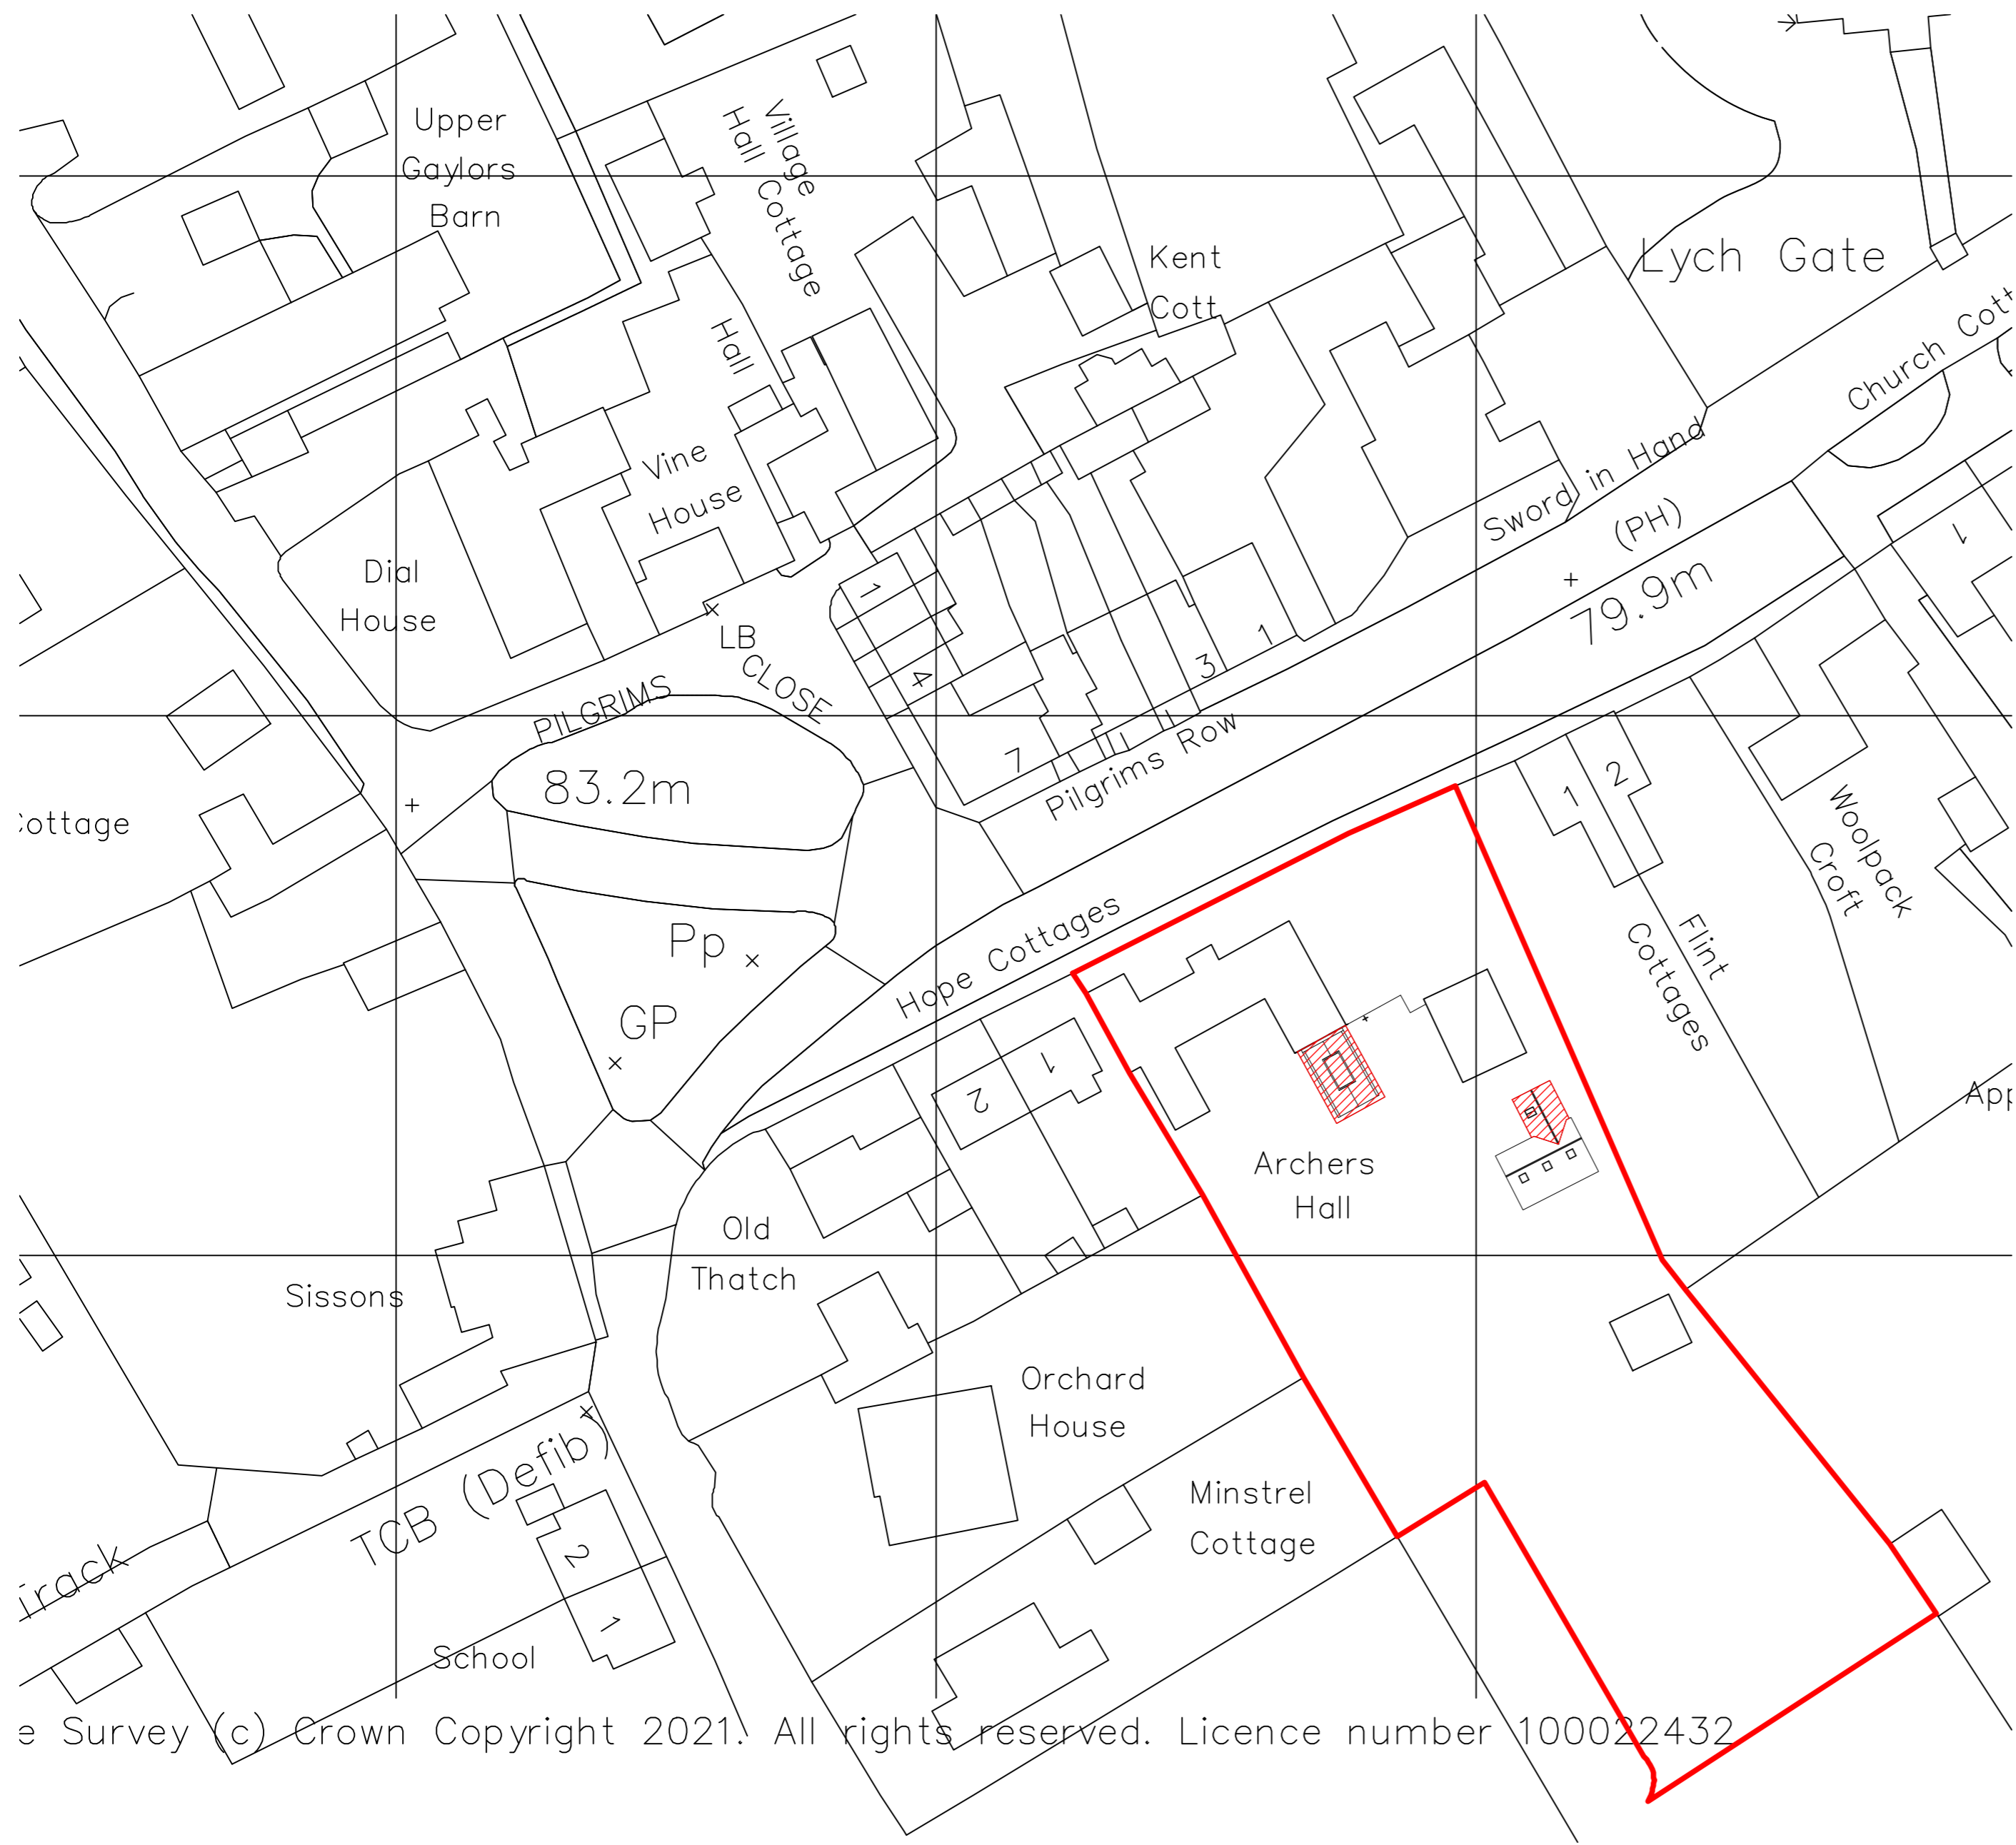 Upper
Gaylors
Barn
Village
Hall Cottage
Hall
Kent
Cott
Lych Gate
Church Cott
Sword in Hand
(PH)
79.9m
1
Vine
House
Dial
House
LB
PILGRIMS
CLOSE
1
4
7
3
1
Pilgrims Row
83.2m
Cottage
Pp
GP
Hope Cottages
2
1
1
2
Flint
Cottages
Woolpack
Croft
App
Archers
Hall
Old
Thatch
Sissons
Orchard
House
Minstrel
Cottage
TCB (Defib)
Track
2
1
School
e Survey (c) Crown Copyright 2021. All rights reserved. Licence number 100022432